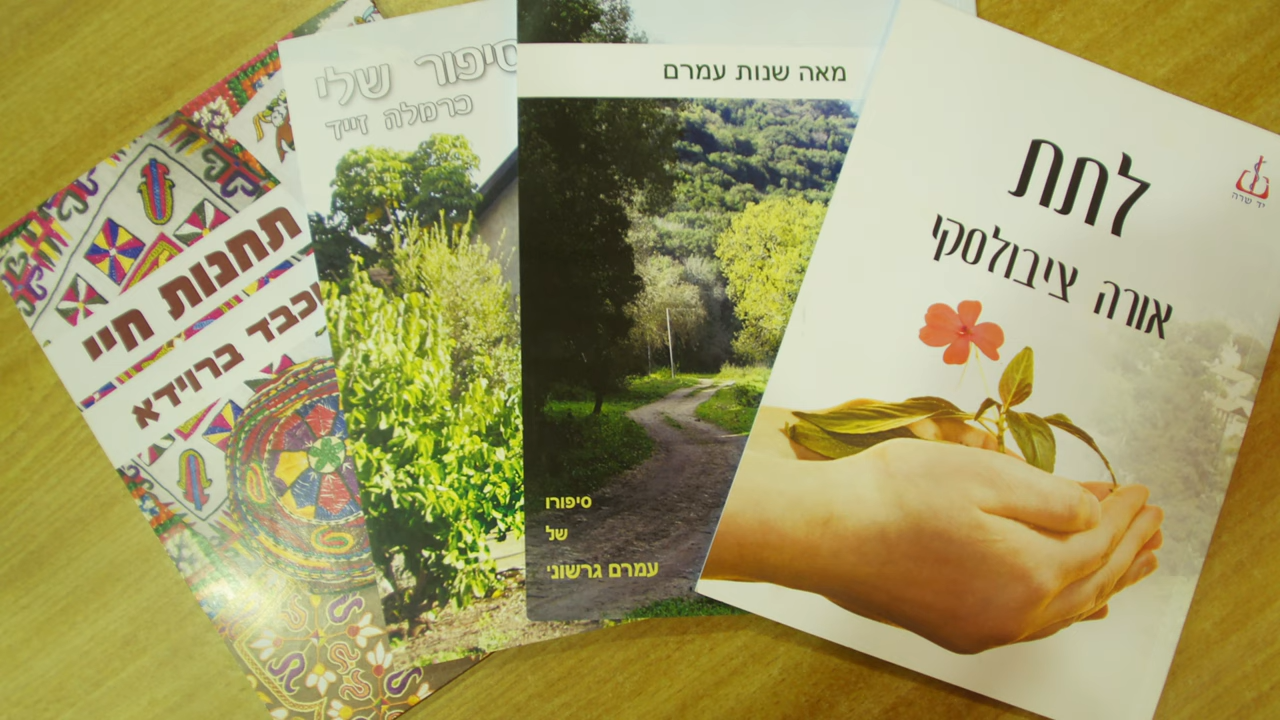 לתת
אורה ציבולסקי
יד שרה
מאה שנות עמרם
סיפורו
של
עמרם גרשוני
סיפור שלי
כרמלה זייד
תחנות חיי
ברוידא